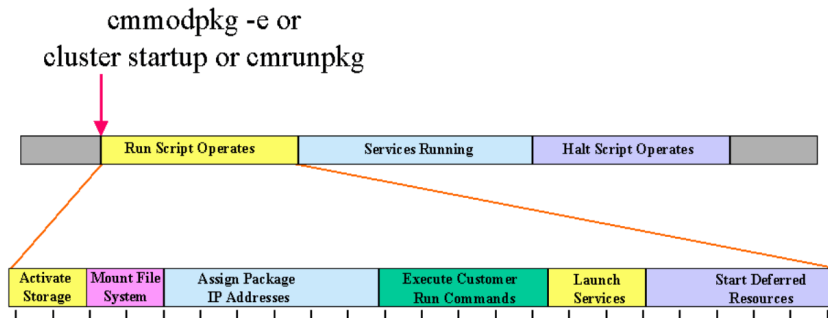 cmmodpkg -e or
cluster startup or cmrunpkg
Run Script Operates
Services Running
Halt Script Operates
Activate
Storage
Mount File
System
Assign Package
IP Addresses
Execute Customer
Run Commands
Launch
Services
Start Deferred
Resources